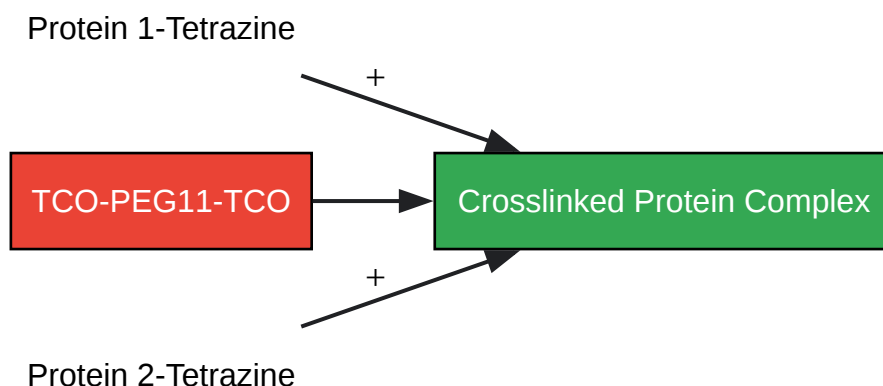 Protein 1-Tetrazine
+
TCO-PEG11-TCO
Crosslinked Protein Complex
+
Protein 2-Tetrazine